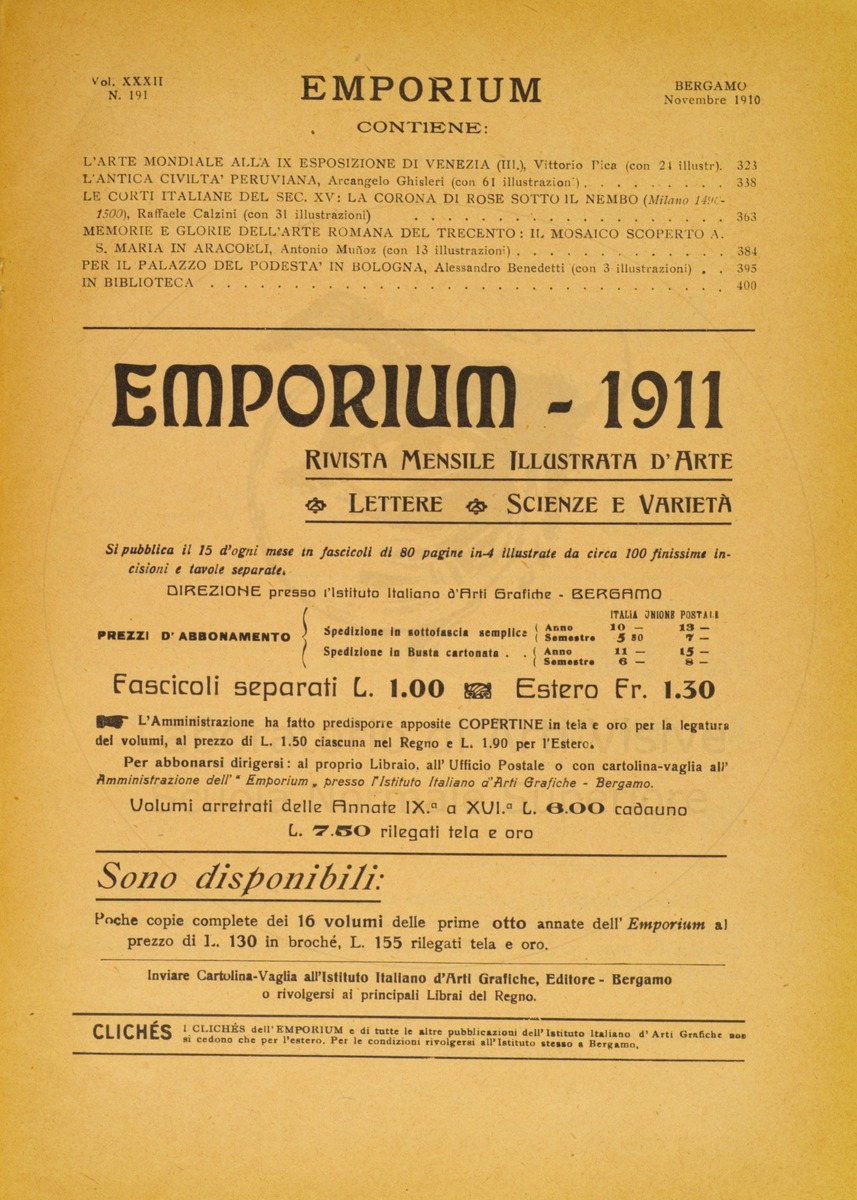 Vol. XXXII
N. 191
EMPORIUM
BERGAMO
Novembre 1910
CONTIENE:
L'ARTE MONDIALE ALLA IX ESPOSIZIONE DI VENEZIA (III.), Vittorio Pica (con 24 illustr). 323
L'ANTICA CIVILTA' PERUVIANA, Arcangelo Ghisleri (con 61 illustrazioni) . . . . . . . . . 338
LE CORTI ITALIANE DEL SEC. XV: LA CORONA DI ROSE SOTTO IL NEMBO (Milano 1490-
1500), Raffaele Calzini (con 31 illustrazioni) . . . . . . . . . . . . . . . . . 363
MEMORIE E GLORIE DELL'ARTE ROMANA DEL TRECENTO : IL MOSAICO SCOPERTO A.
S. MARIA IN ARACOELI, Antonio Muñoz (con 13 illustrazioni) . . . . . . . . . . . . . 384
PER IL PALAZZO DEL PODESTA' IN BOLOGNA, Alessandro Benedetti (con 3 illustrazioni) . . 395
IN BIBLIOTECA . . . . . . . . . . . . . . . . . . . . . . . . . . 400
EMPORIUM - 1911
RIVISTA MENSILE ILLUSTRATA D'ARTE
LETTERE SCIENZE E VARIETÀ
Si pubblica il 15 d'ogni mese in fascicoli di 80 pagine in-4 illustrate da circa 100 finissime in-
cisioni e tavole separate.
DIREZIONE presso l'Istituto Italiano d'Arti Grafiche - BERGAMO
ITALIA UNIONE POSTALE
PREZZI D'ABBONAMENTO
Spedizione in sottofascia semplice ( Anno 10 — 13 —
( Semestre 5 50 7 —
Spedizione in Busta cartonata . . ( Anno 11 — 15 —
( Semestre 6 — 8 —
Fascicoli separati L. 1.00 Estero Fr. 1.30
L'Amministrazione ha fatto predisporre apposite COPERTINE in tela e oro per la legatura
dei volumi, al prezzo di L. 1.50 ciascuna nel Regno e L. 1.90 per l'Estero.
Per abbonarsi dirigersi: al proprio Libraio, all' Ufficio Postale o con cartolina-vaglia all'
Amministrazione dell' " Emporium „ presso l'Istituto Italiano d'Arti Grafiche - Bergamo.
Volumi arretrati delle Annate IX.ª a XVI.ª L. 6.00 cadauno
L. 7.50 rilegati tela e oro
Sono disponibili:
Poche copie complete dei 16 volumi delle prime otto annate dell' Emporium al
prezzo di L. 130 in broché, L. 155 rilegati tela e oro.
Inviare Cartolina-Vaglia all'Istituto Italiano d'Arti Grafiche, Editore - Bergamo
o rivolgersi ai principali Librai del Regno.
CLICHÉS I CLICHÉS dell' EMPORIUM e di tutte le altre pubblicazioni dell' Istituto Italiano d' Arti Grafiche non
si cedono che per l'estero. Per le condizioni rivolgersi all'Istituto stesso a Bergamo.